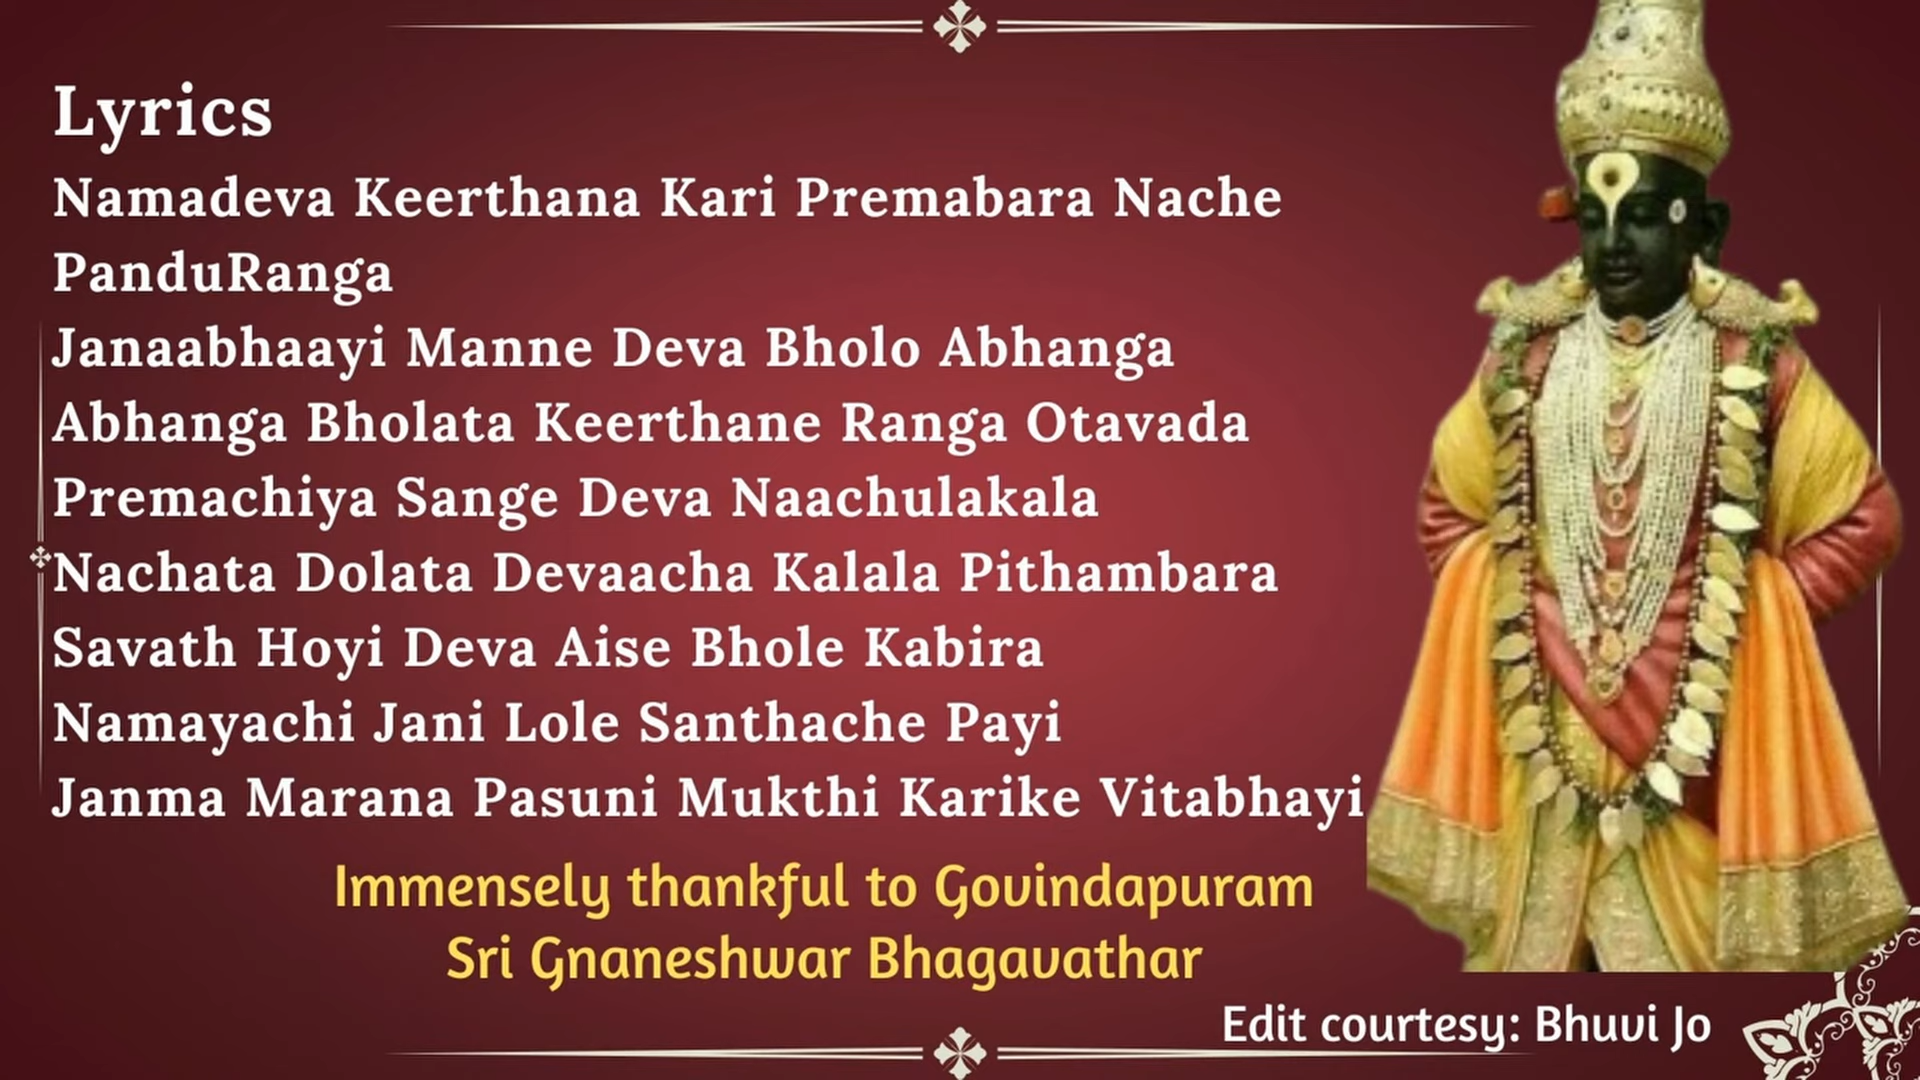 Lyrics
Namadeva Keerthana Kari Premabara Nache
PanduRanga
Janaabhaayi Manne Deva Bholo Abhanga
Abhanga Bholata Keerthane Ranga Otavada
Premachiya Sange Deva Naachulakala
Nachata Dolata Devaacha Kalala Pithambara
Savath Hoyi Deva Aise Bhole Kabira
Namayachi Jani Lole Santhache Payi
Janma Marana Pasuni Mukthi Karike Vitabhayi
Immensely thankful to Govindapuram
Sri Gnaneshwar Bhagavathar
Edit courtesy: Bhuvi Jo